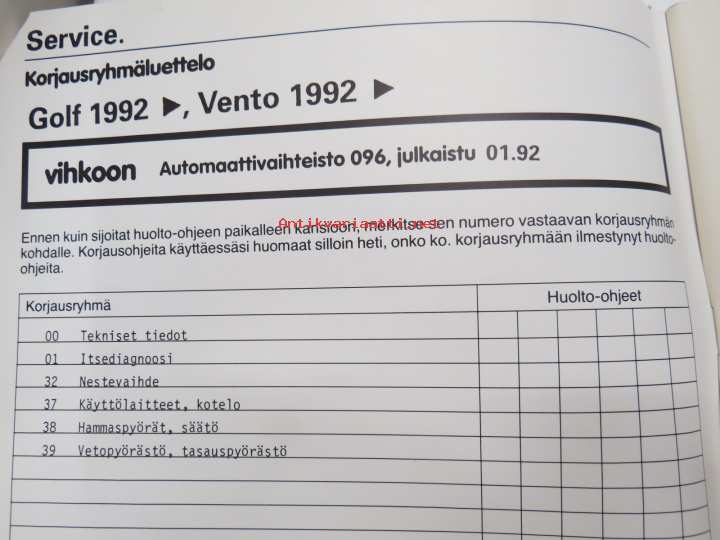 Service.
Korjausryhmäluettelo
Golf 1992 ▶, Vento 1992 ▶
vihkoon Automaattivaihteisto 096, julkaistu 01.92
Antikvariaatti.net
Ennen kuin sijoitat huolto-ohjeen paikalleen kansioon, merkitse sen numero vastaavan korjausryhmän
kohdalle. Korjausohjeita käyttäessäsi huomaat silloin heti, onko ko. korjausryhmään ilmestynyt huolto-
ohjeita.
Korjausryhmä Huolto-ohjeet
00 Tekniset tiedot
01 Itsediagnoosi
32 Nestevaihde
37 Käyttölaitteet, kotelo
38 Hammaspyörät, säätö
39 Vetopyörästö, tasauspyörästö